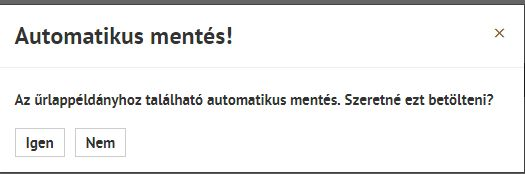 Automatikus mentés!
×
Az űrlappéldányhoz található automatikus mentés. Szeretné ezt betölteni?
Igen Nem